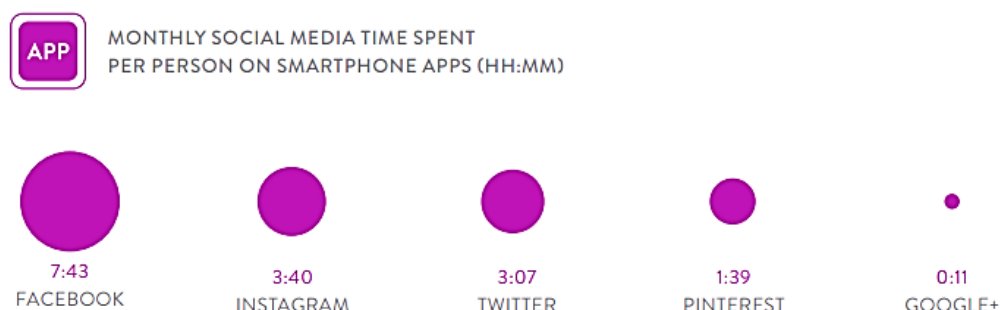 APP
MONTHLY SOCIAL MEDIA TIME SPENT
PER PERSON ON SMARTPHONE APPS (HH:MM)
7:43
FACEBOOK
3:40
INSTAGRAM
3:07
TWITTER
1:39
PINTEREST
0:11
GOOGLE+